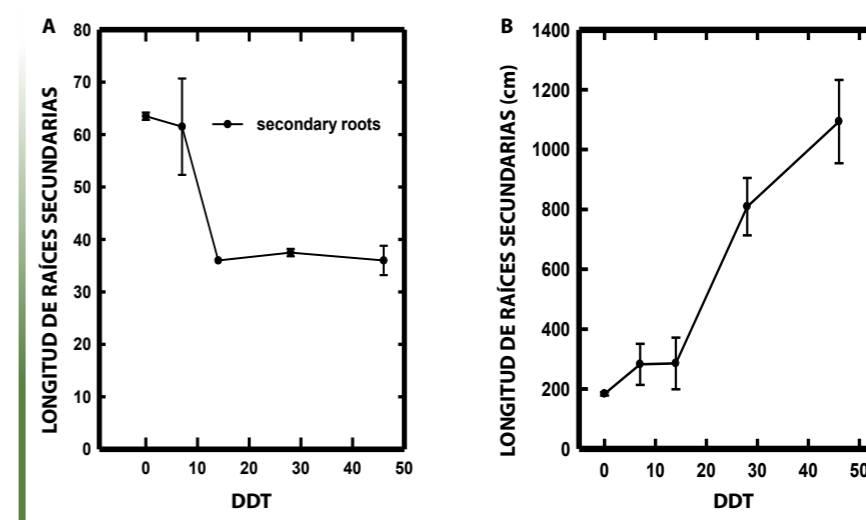 A
LONGITUD DE RAÍCES SECUNDARIAS
80
70
60
50
40
30
20
10
0
secondary roots
0 10 20 30 40 50
DDT
B
LONGITUD DE RAÍCES SECUNDARIAS (cm)
1400
1200
1000
800
600
400
200
0
0 10 20 30 40 50
DDT